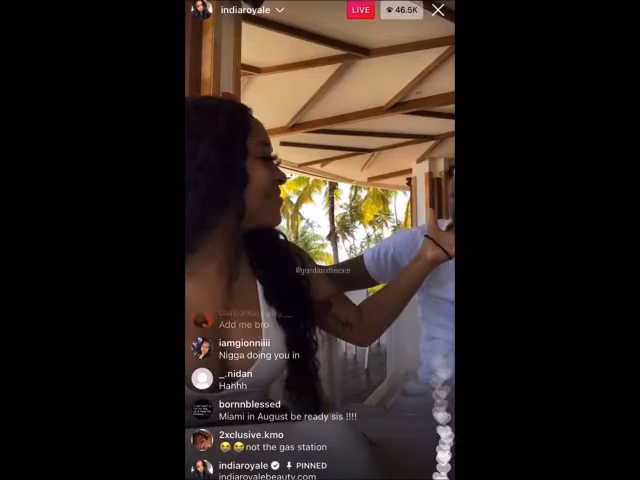 indiaroyale
LIVE
46.5K
@grandsonofthevoice
Add me bro
iamgionniiii
Nigga doing you in
_.nidan
Hahhh
bornnblessed
Miami in August be ready sis !!!!
2xclusive.kmo
😂😂not the gas station
indiaroyale PINNED
indiaroyalebeauty.com